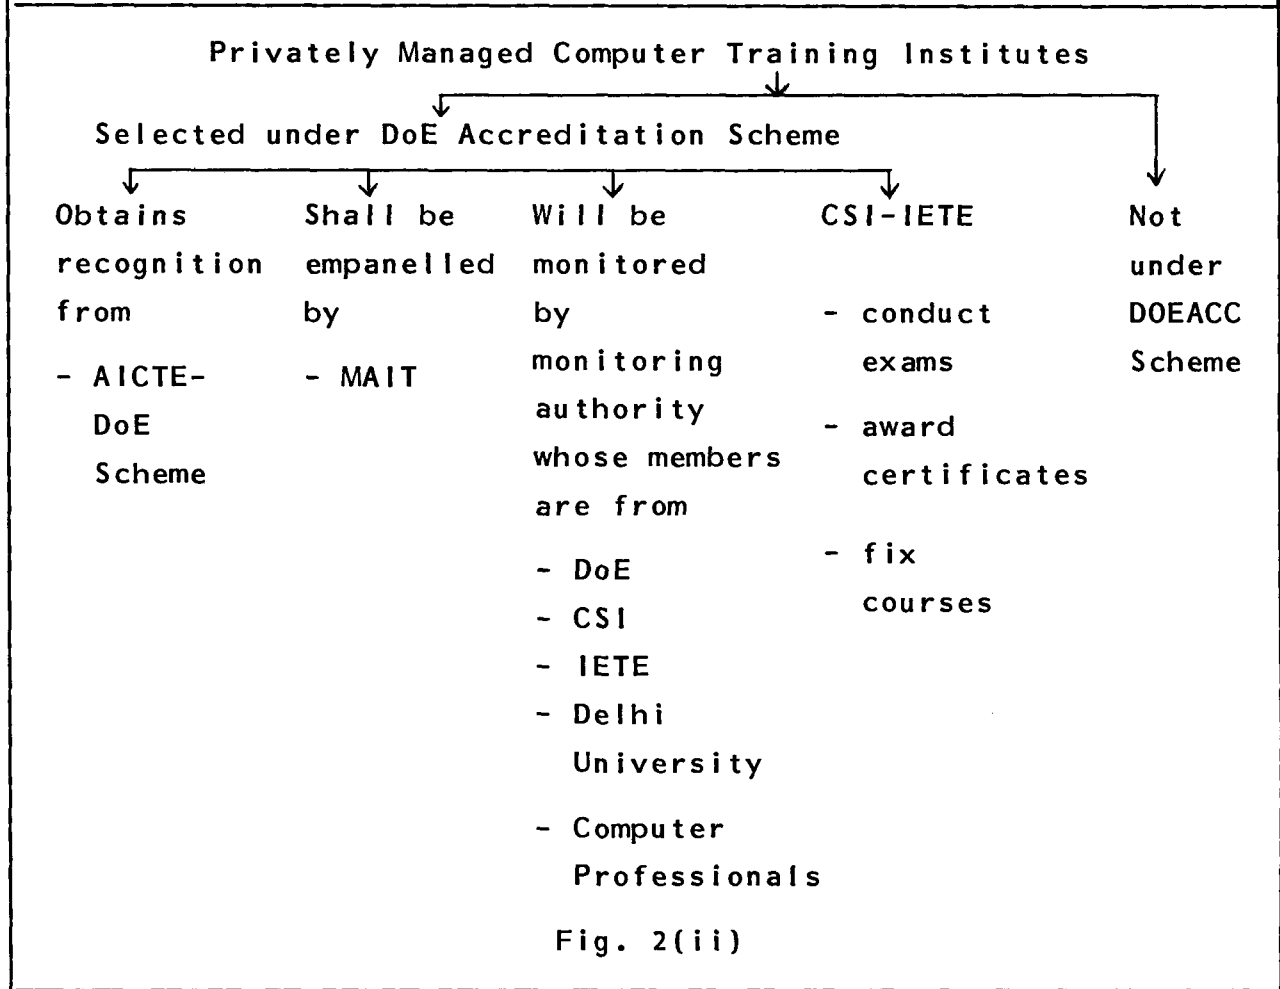 Privately Managed Computer Training Institutes
Selected under DoE Accreditation Scheme
Obtains
recognition
from
- AICTE-
DoE
Scheme
Shall be
empanelled
by
- MAIT
Will be
monitored
by
monitoring
authority
whose members
are from
- DoE
- CSI
- IETE
- Delhi
University
- Computer
Professionals
CSI-IETE
- conduct
exams
- award
certificates
- fix
courses
Not
under
DOEACC
Scheme
Fig. 2(ii)